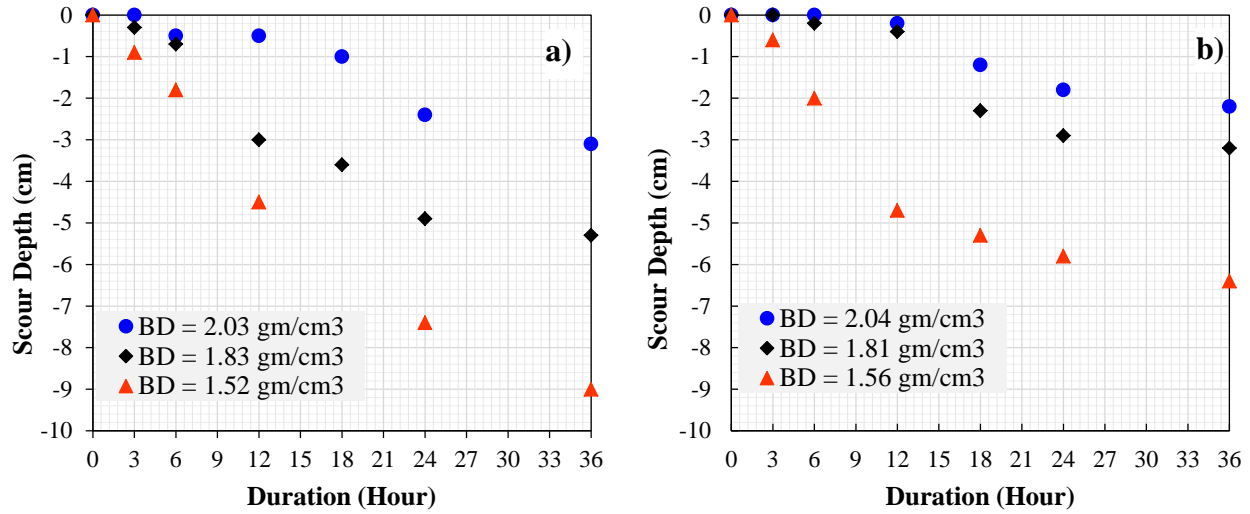 a)
0
-1
-2
-3
-4
-5
-6
-7
-8
-9
-10
Scour Depth (cm)
BD = 2.03 gm/cm3
BD = 1.83 gm/cm3
BD = 1.52 gm/cm3
0 3 6 9 12 15 18 21 24 27 30 33 36
Duration (Hour)
b)
0
-1
-2
-3
-4
-5
-6
-7
-8
-9
-10
Scour Depth (cm)
BD = 2.04 gm/cm3
BD = 1.81 gm/cm3
BD = 1.56 gm/cm3
0 3 6 9 12 15 18 21 24 27 30 33 36
Duration (Hour)